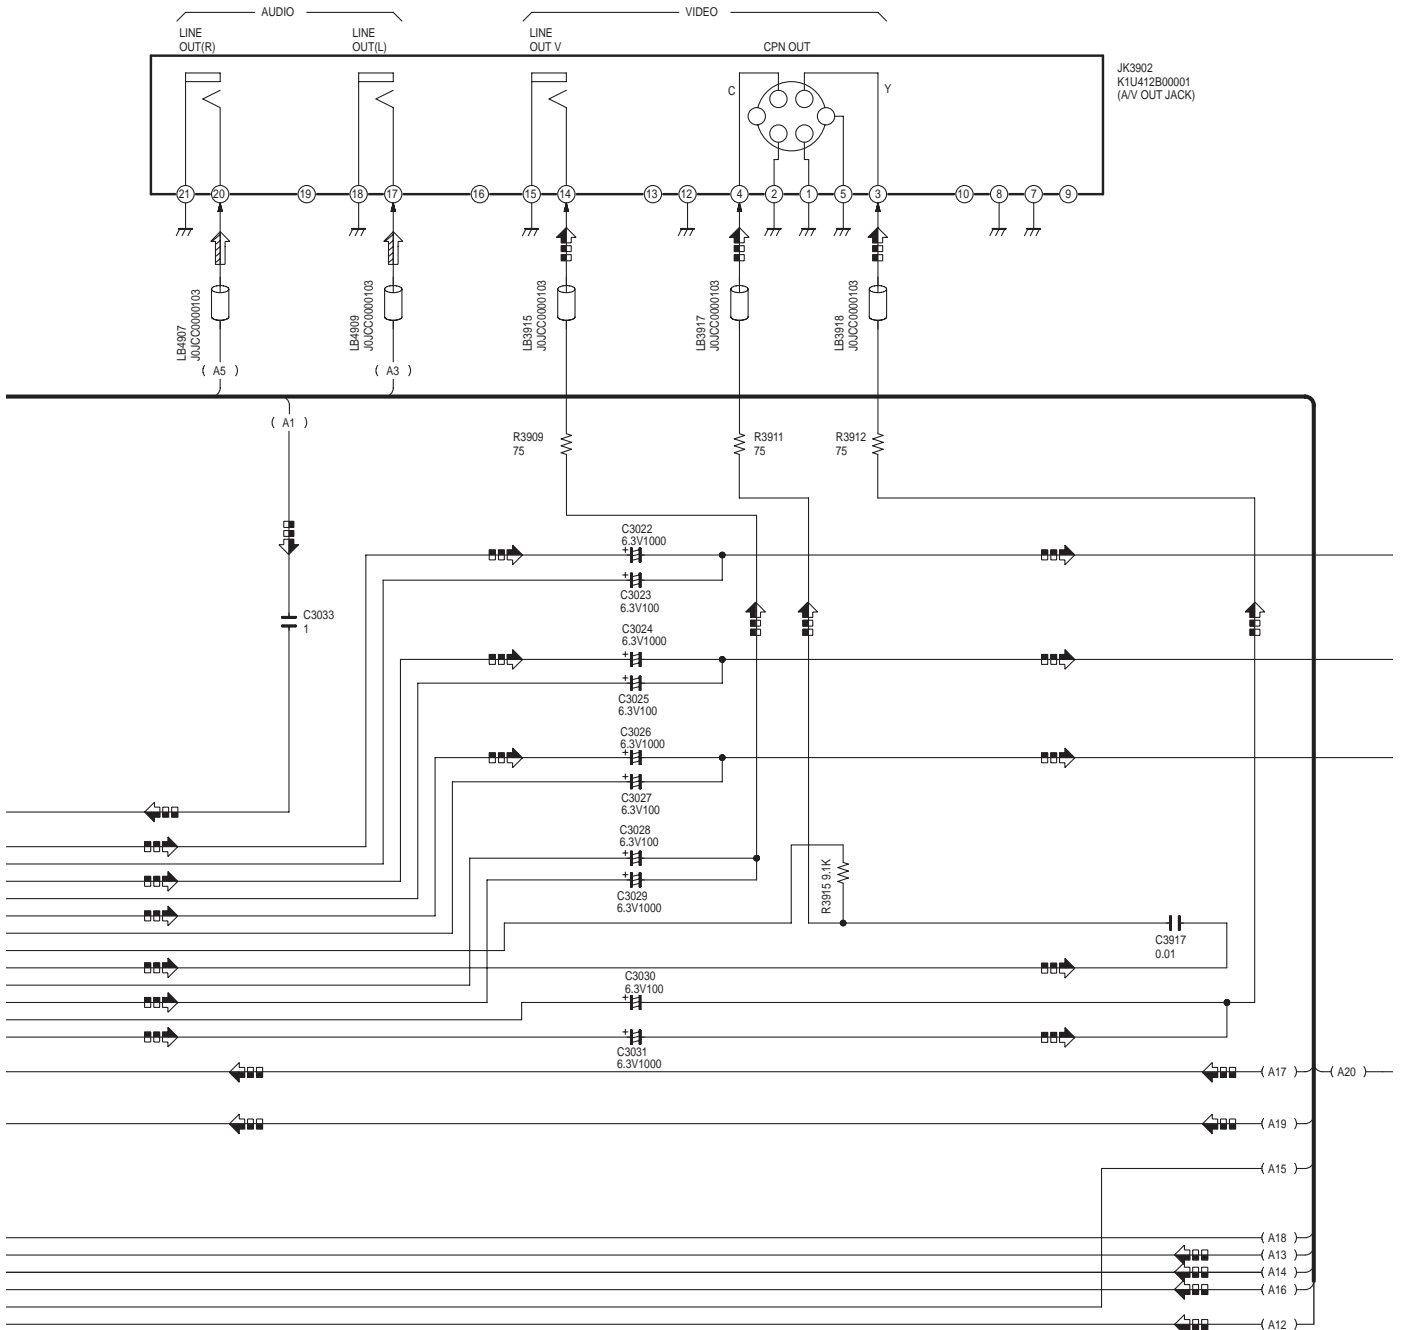 AUDIO
VIDEO
LINE
OUT(R)
LINE
OUT(L)
LINE
OUT V
CPN OUT
JK3902
K1U412B00001
(A/V OUT JACK)
C
Y
21
20
19
18
17
16
15
14
13
12
4
2
1
5
3
10
8
7
9
LB4907
J0JCC0000103
LB4909
J0JCC0000103
LB3915
J0JCC0000103
LB3917
J0JCC0000103
LB3918
J0JCC0000103
( A5 )
( A3 )
( A1 )
R3909
75
R3911
75
R3912
75
C3022
6.3V1000
+
+
C3023
6.3V100
C3033
1
C3024
6.3V1000
+
+
C3025
6.3V100
C3026
6.3V1000
+
+
C3027
6.3V100
C3028
6.3V100
+
+
C3029
6.3V1000
R3915 9.1K
C3917
0.01
C3030
6.3V100
+
+
C3031
6.3V1000
( A17 )
( A20 )
( A19 )
( A15 )
( A18 )
( A13 )
( A14 )
( A16 )
( A12 )